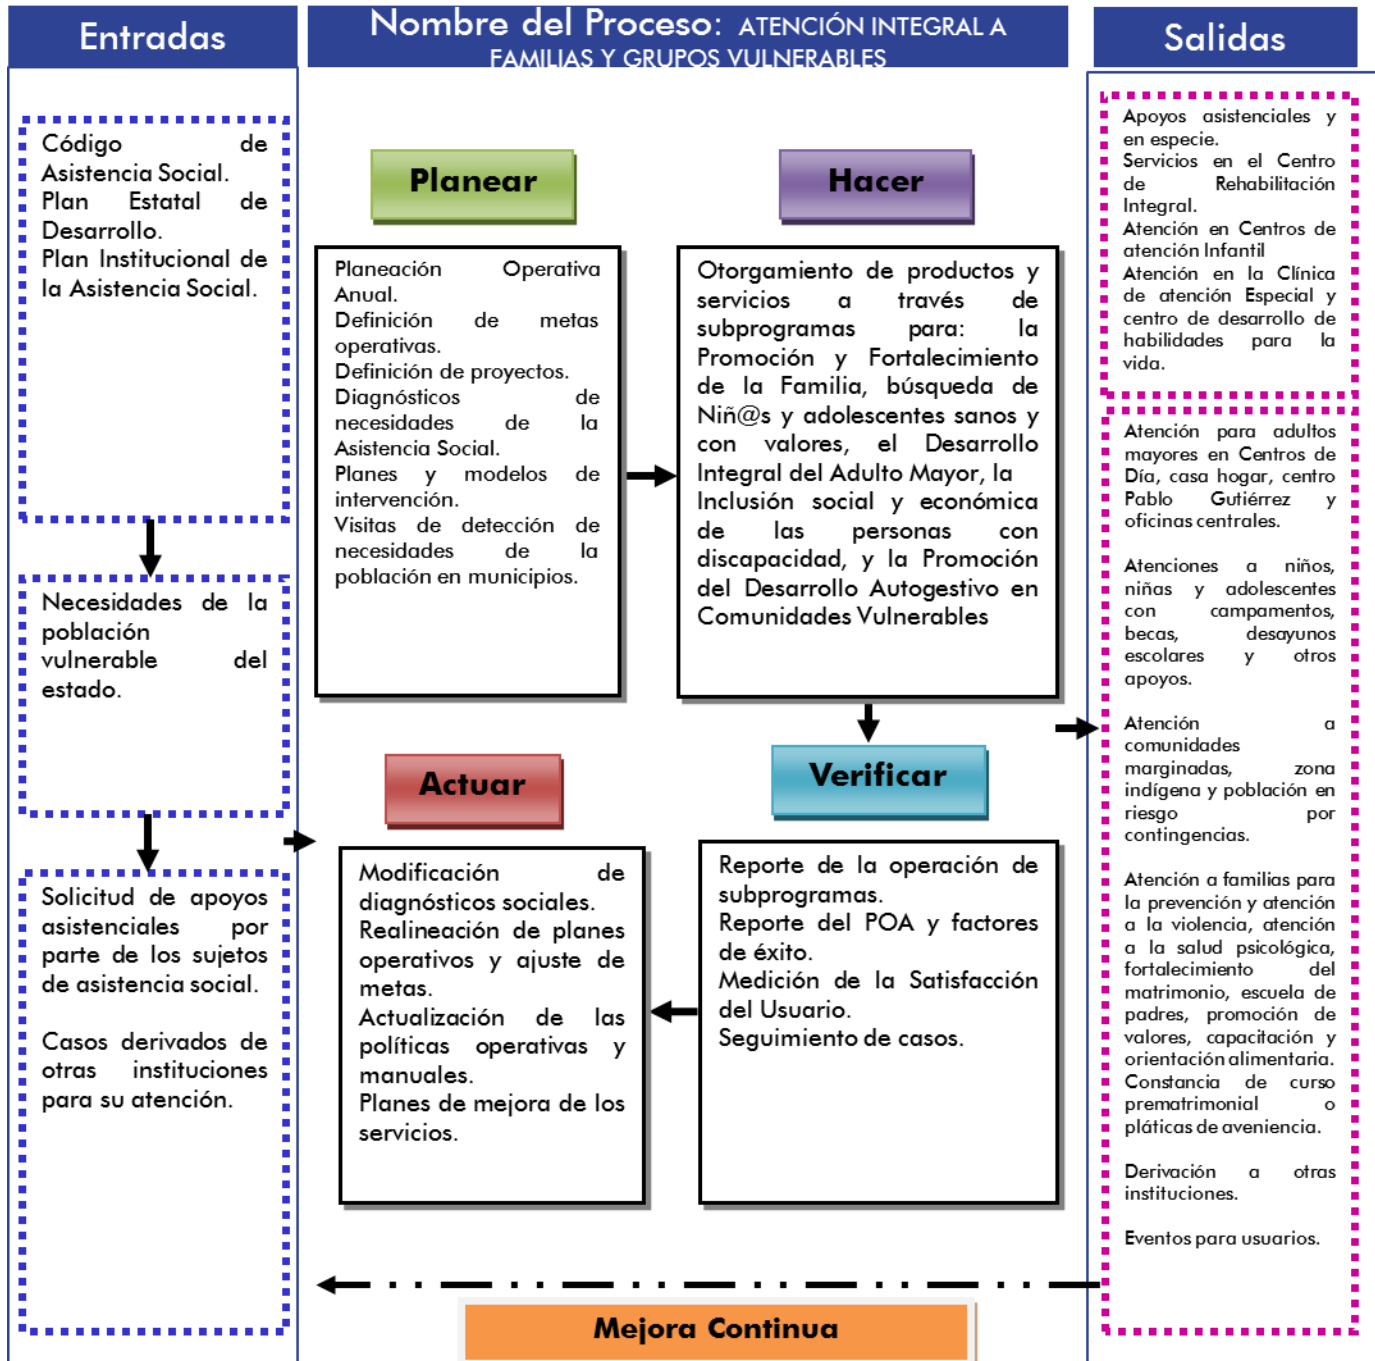 Entradas
Código de
Asistencia Social.
Plan Estatal de
Desarrollo.
Plan Institucional de
la Asistencia Social.
Necesidades de la
población
vulnerable del
estado.
Solicitud de apoyos
asistenciales por
parte de los sujetos
de asistencia social.
Casos derivados de
otras instituciones
para su atención.
Nombre del Proceso: ATENCIÓN INTEGRAL A
FAMILIAS Y GRUPOS VULNERABLES
Planear
Planeación Operativa
Anual.
Definición de metas
operativas.
Definición de proyectos.
Diagnósticos de
necesidades de la
Asistencia Social.
Planes y modelos de
intervención.
Visitas de detección de
necesidades de la
población en municipios.
Hacer
Otorgamiento de productos y
servicios a través de
subprogramas para: la
Promoción y Fortalecimiento
de la Familia, búsqueda de
Niñ@s y adolescentes sanos y
con valores, el Desarrollo
Integral del Adulto Mayor, la
Inclusión social y económica
de las personas con
discapacidad, y la Promoción
del Desarrollo Autogestivo en
Comunidades Vulnerables
Verificar
Reporte de la operación de
subprogramas.
Reporte del POA y factores
de éxito.
Medición de la Satisfacción
del Usuario.
Seguimiento de casos.
Actuar
Modificación de
diagnósticos sociales.
Realineación de planes
operativos y ajuste de
metas.
Actualización de las
políticas operativas y
manuales.
Planes de mejora de los
servicios.
Mejora Continua
Salidas
Apoyos asistenciales y
en especie.
Servicios en el Centro
de Rehabilitación
Integral.
Atención en Centros de
atención Infantil
Atención en la Clínica
de atención Especial y
centro de desarrollo de
habilidades para la
vida.
Atención para adultos
mayores en Centros de
Día, casa hogar, centro
Pablo Gutiérrez y
oficinas centrales.
Atenciones a niños,
niñas y adolescentes
con campamentos,
becas, desayunos
escolares y otros
apoyos.
Atención a
comunidades
marginadas, zona
indígena y población en
riesgo por
contingencias.
Atención a familias para
la prevención y atención
a la violencia, atención
a la salud psicológica,
fortalecimiento del
matrimonio, escuela de
padres, promoción de
valores, capacitación y
orientación alimentaria.
Constancia de curso
prematrimonial o
pláticas de aveniencia.
Derivación a otras
instituciones.
Eventos para usuarios.